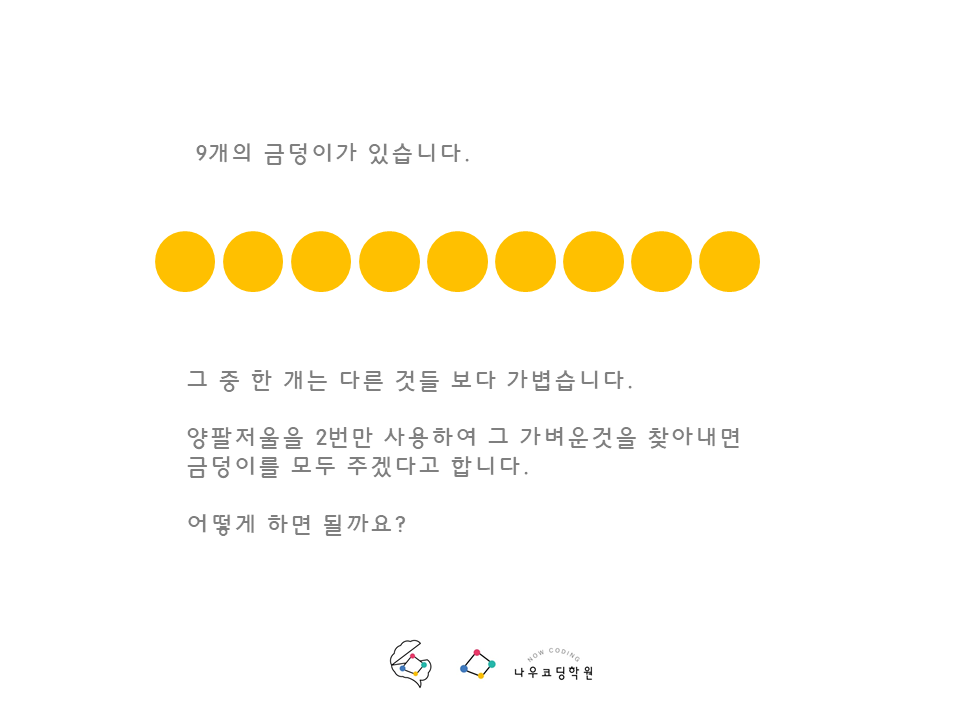 9개의 금덩이가 있습니다.
그 중 한 개는 다른 것들 보다 가볍습니다.
양팔저울을 2번만 사용하여 그 가벼운것을 찾아내면
금덩이를 모두 주겠다고 합니다.
어떻게 하면 될까요?
NOW CODING
나우코딩학원